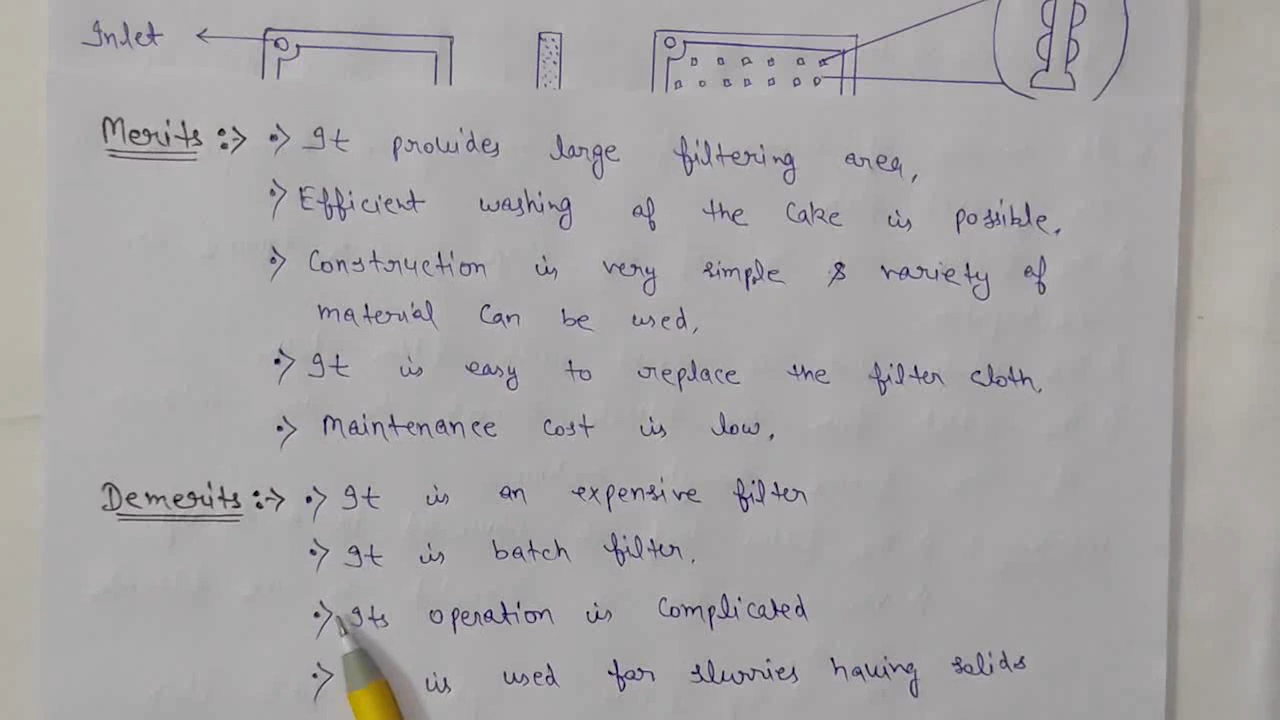 Inlet
Merits :-> •> It provides large filtering area,
•> Efficient washing of the Cake is possible.
•> Construction is very simple & variety of
material can be used,
•> It is easy to replace the filter cloth.
•> Maintenance cost is low,
Demerits :-> •> It is an expensive filter
•> It is batch filter.
•> Its operation is complicated
•> is used for slurries having solids